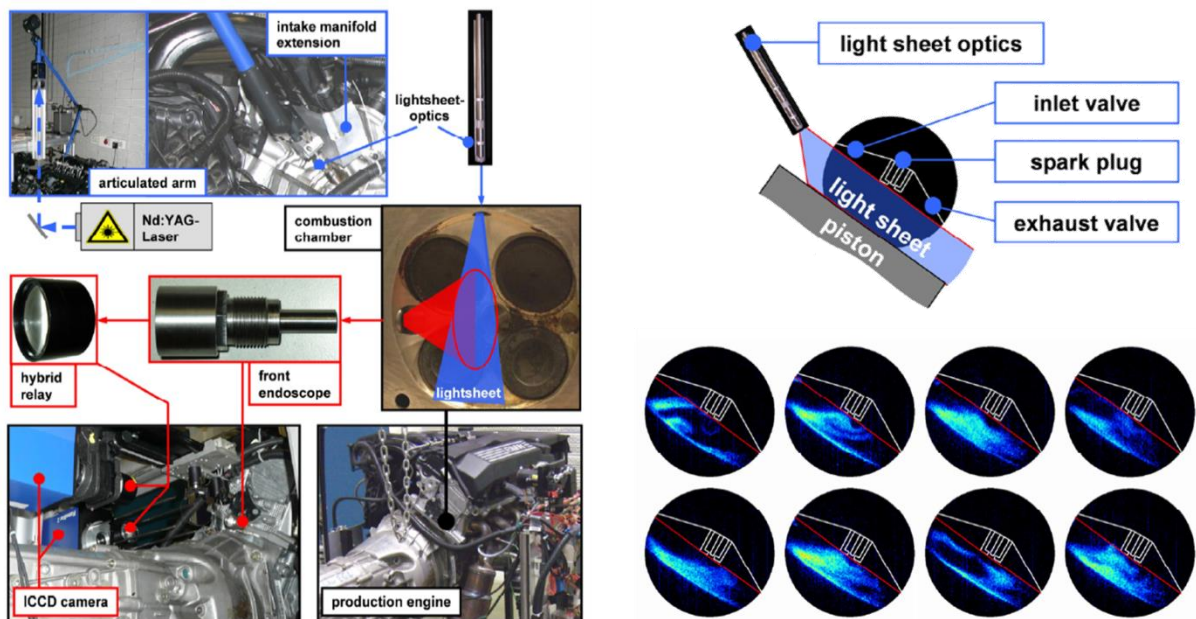 intake manifold
extension
lightsheet-
optics
articulated arm
Nd:YAG-
Laser
combustion
chamber
hybrid
relay
front
endoscope
lightsheet
ICCD camera
production engine
light sheet optics
inlet valve
spark plug
exhaust valve
light sheet
piston